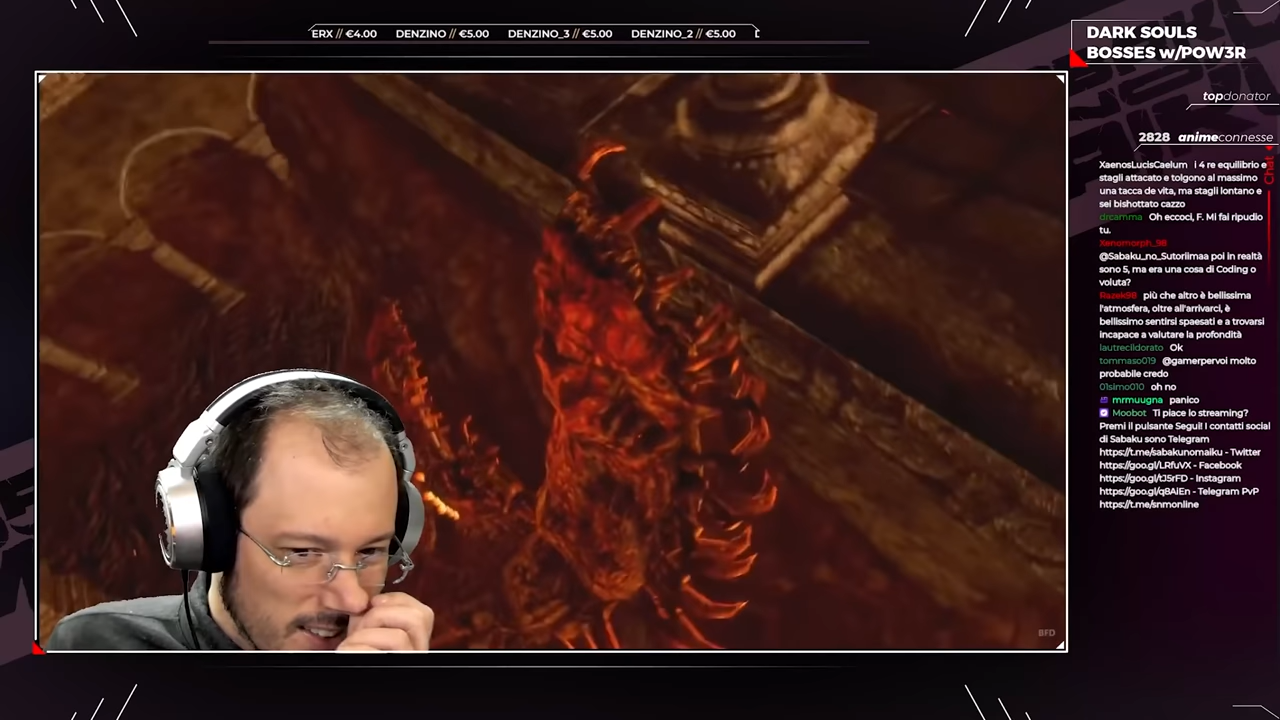 ERX // €4.00 DENZINO // €5.00 DENZINO_3 // €5.00 DENZINO_2 // €5.00
DARK SOULS
BOSSES w/POW3R
topdonator
2828 animeconnesse
Chat
XaenosLucisCaelum i 4 re equilibrio e
stagli attacato e tolgono al massimo
una tacca de vita, ma stagli lontano e
sei bishottato cazzo
drcamma Oh eccoci, F. Mi fai ripudio
tu.
Xenomorph_98
@Sabaku_no_Sutoriimaa poi in realtà
sono 5, ma era una cosa di Coding o
voluta?
Razek98 più che altro è bellissima
l'atmosfera, oltre all'arrivarci, è
bellissimo sentirsi spaesati e a trovarsi
incapace a valutare la profondità
lautrecildorato Ok
tommaso019 @gamerpervoi molto
probabile credo
01simo010 oh no
mrmuugna panico
Moobot Ti piace lo streaming?
Premi il pulsante Segui! I contatti social
di Sabaku sono Telegram
https://t.me/sabakunomaiku - Twitter
https://goo.gl/LRfuVX - Facebook
https://goo.gl/tJ5rFD - Instagram
https://goo.gl/q8AlEn - Telegram PvP
https://t.me/snmonline
BFD